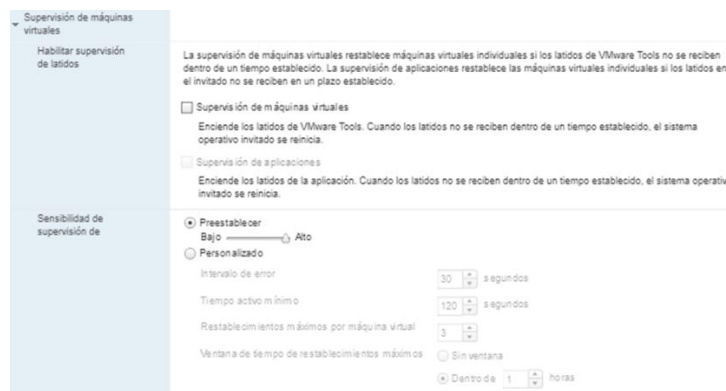 Supervisión de máquinas
virtuales
Habilitar supervisión
de latidos
La supervisión de máquinas virtuales restablece máquinas virtuales individuales si los latidos de VMware Tools no se reciben
dentro de un tiempo establecido. La supervisión de aplicaciones restablece las máquinas virtuales individuales si los latidos en
el invitado no se reciben en un plazo establecido.
Supervisión de máquinas virtuales
Enciende los latidos de VMware Tools. Cuando los latidos no se reciben dentro de un tiempo establecido, el sistema
operativo invitado se reinicia.
Supervisión de aplicaciones
Enciende los latidos de la aplicación. Cuando los latidos no se reciben dentro de un tiempo establecido, el sistema operativ
invitado se reinicia.
Sensibilidad de
supervisión de
Preestablecer
Bajo Alto
Personalizado
Intervalo de error 30 segundos
Tiempo activo mínimo 120 segundos
Restablecimientos máximos por máquina virtual 3
Ventana de tiempo de restablecimientos máximos Sin ventana
Dentro de 1 horas